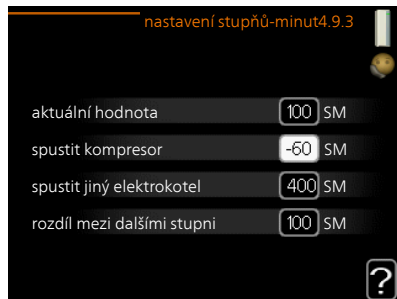 nastavení stupňů-minut4.9.3
aktuální hodnota 100 SM
spustit kompresor -60 SM
spustit jiný elektrokotel 400 SM
rozdíl mezi dalšími stupni 100 SM
?